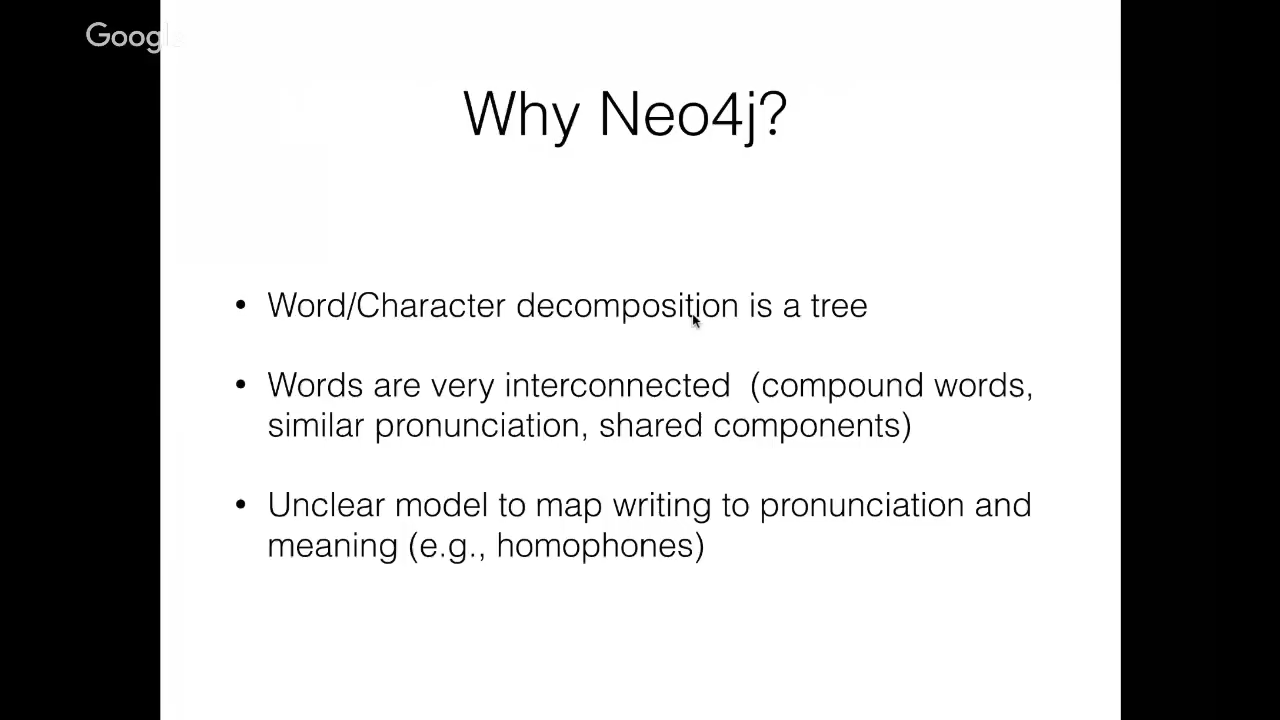 Google
Why Neo4j?
• Word/Character decomposition is a tree
• Words are very interconnected (compound words,
similar pronunciation, shared components)
• Unclear model to map writing to pronunciation and
meaning (e.g., homophones)